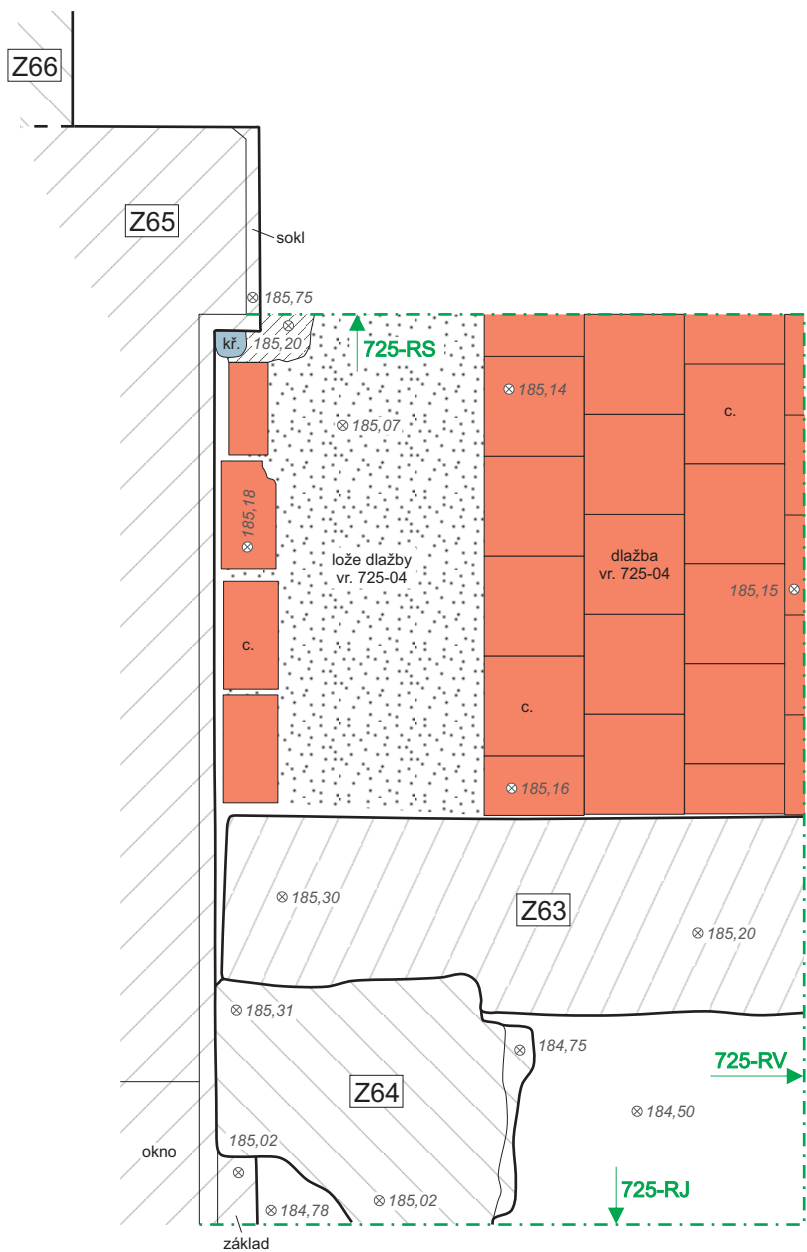 Z66
Z65
sokl
185,75
kř.
185,20
725-RS
185,14
185,07
c.
185,18
lože dlažby
vr. 725-04
dlažba
vr. 725-04
185,15
c.
c.
185,16
185,30
Z63
185,20
185,31
184,75
725-RV
Z64
184,50
okno
185,02
725-RJ
185,02
184,78
základ